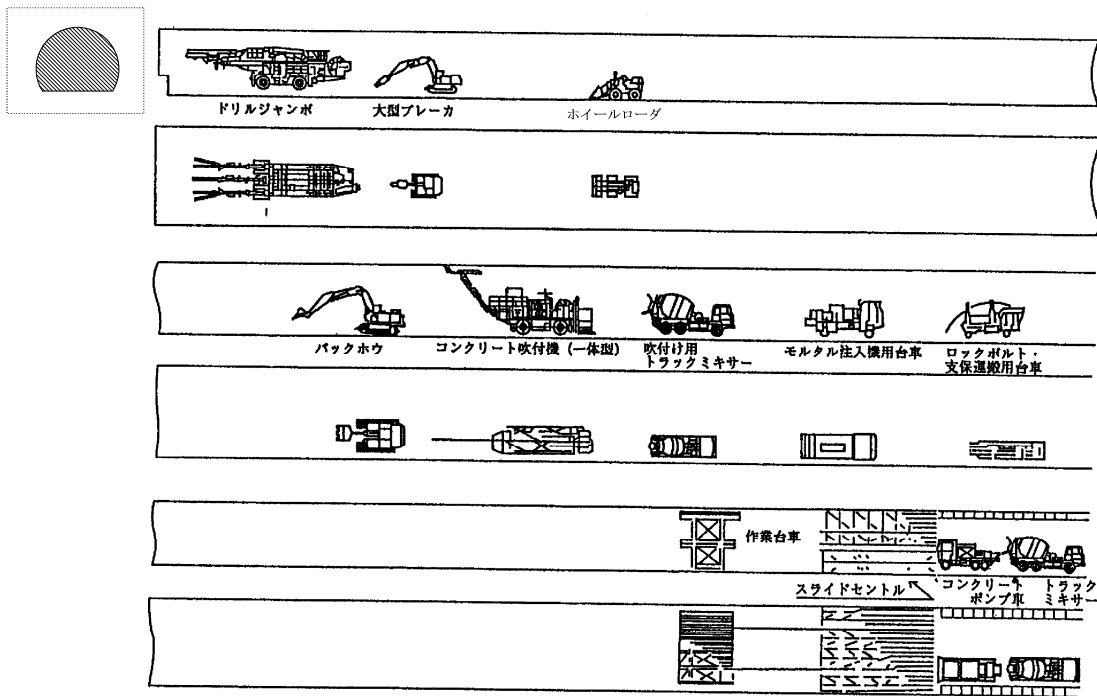 ドリルジャンボ
大型ブレーカ
ホイールローダ
バックホウ
コンクリート吹付機 (一体型)
吹付け用
トラックミキサー
モルタル注入機用台車
ロックボルト・
支保運搬用台車
作業台車
スライドセントル
コンクリート
ポンプ車
トラック
ミキサー